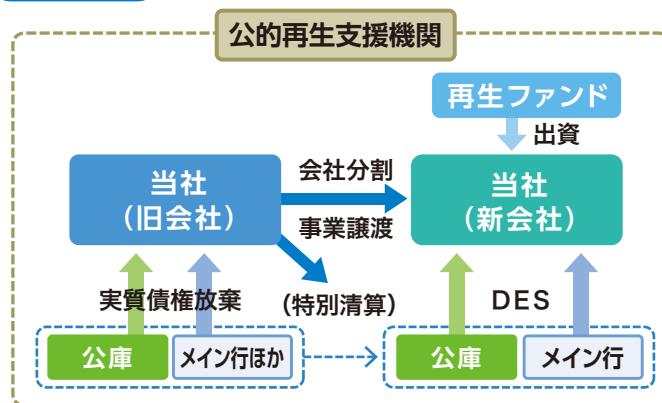 公的再生支援機関
再生ファンド
出資
当社
（旧会社）
会社分割
事業譲渡
当社
（新会社）
実質債権放棄
（特別清算）
DES
公庫
メイン行ほか
公庫
メイン行